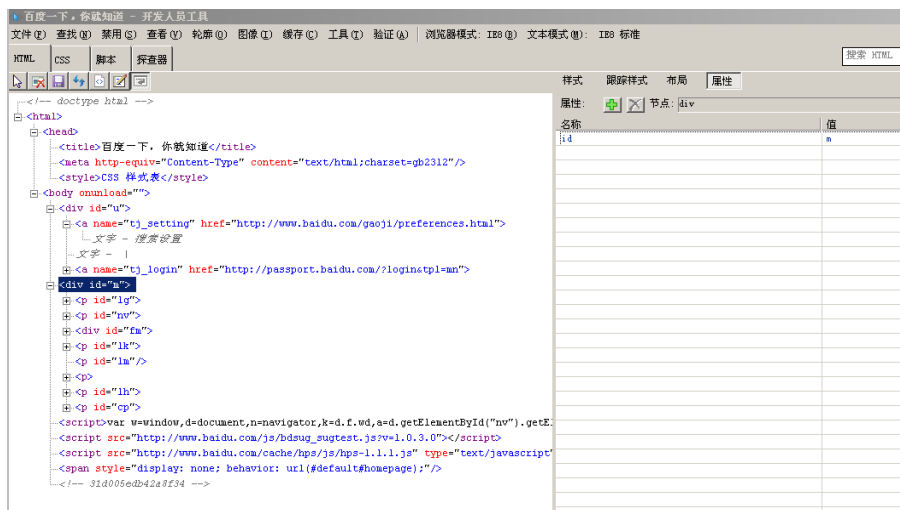 百度一下，你就知道 - 开发人员工具
文件(F) 查找(N) 禁用(S) 查看(V) 轮廓(O) 图像(I) 缓存(C) 工具(T) 验证(A) 浏览器模式: IE8(B) 文本模式(M): IE8 标准
HTML CSS 脚本 探查器 搜索 HTML
样式 跟踪样式 布局 属性
属性: 节点: div
名称 值
id m
<!-- doctype html -->
<html>
<head>
<title>百度一下，你就知道</title>
<meta http-equiv="Content-Type" content="text/html;charset=gb2312"/>
<style>CSS 样式表</style>
<body onunload="">
<div id="u">
<a name="tj_setting" href="http://www.baidu.com/gaoji/preferences.html">
文字 - 搜索设置
文字 - |
<a name="tj_login" href="http://passport.baidu.com/?login&tpl=mn">
<div id="m">
<p id="lg">
<p id="nv">
<div id="fm">
<p id="lk">
<p id="lm"/>
<p>
<p id="lh">
<p id="cp">
<script>var w=window,d=document,n=navigator,k=d.f.wd,a=d.getElementById("nv").getE
<script src="http://www.baidu.com/js/bdsug_sugtest.js?v=1.0.3.0"></script>
<script src="http://www.baidu.com/cache/hps/js/hps-1.1.1.js" type="text/javascript"
<span style="display: none; behavior: url(#default#homepage);"/>
<!-- 31d005edb42a8f34 -->